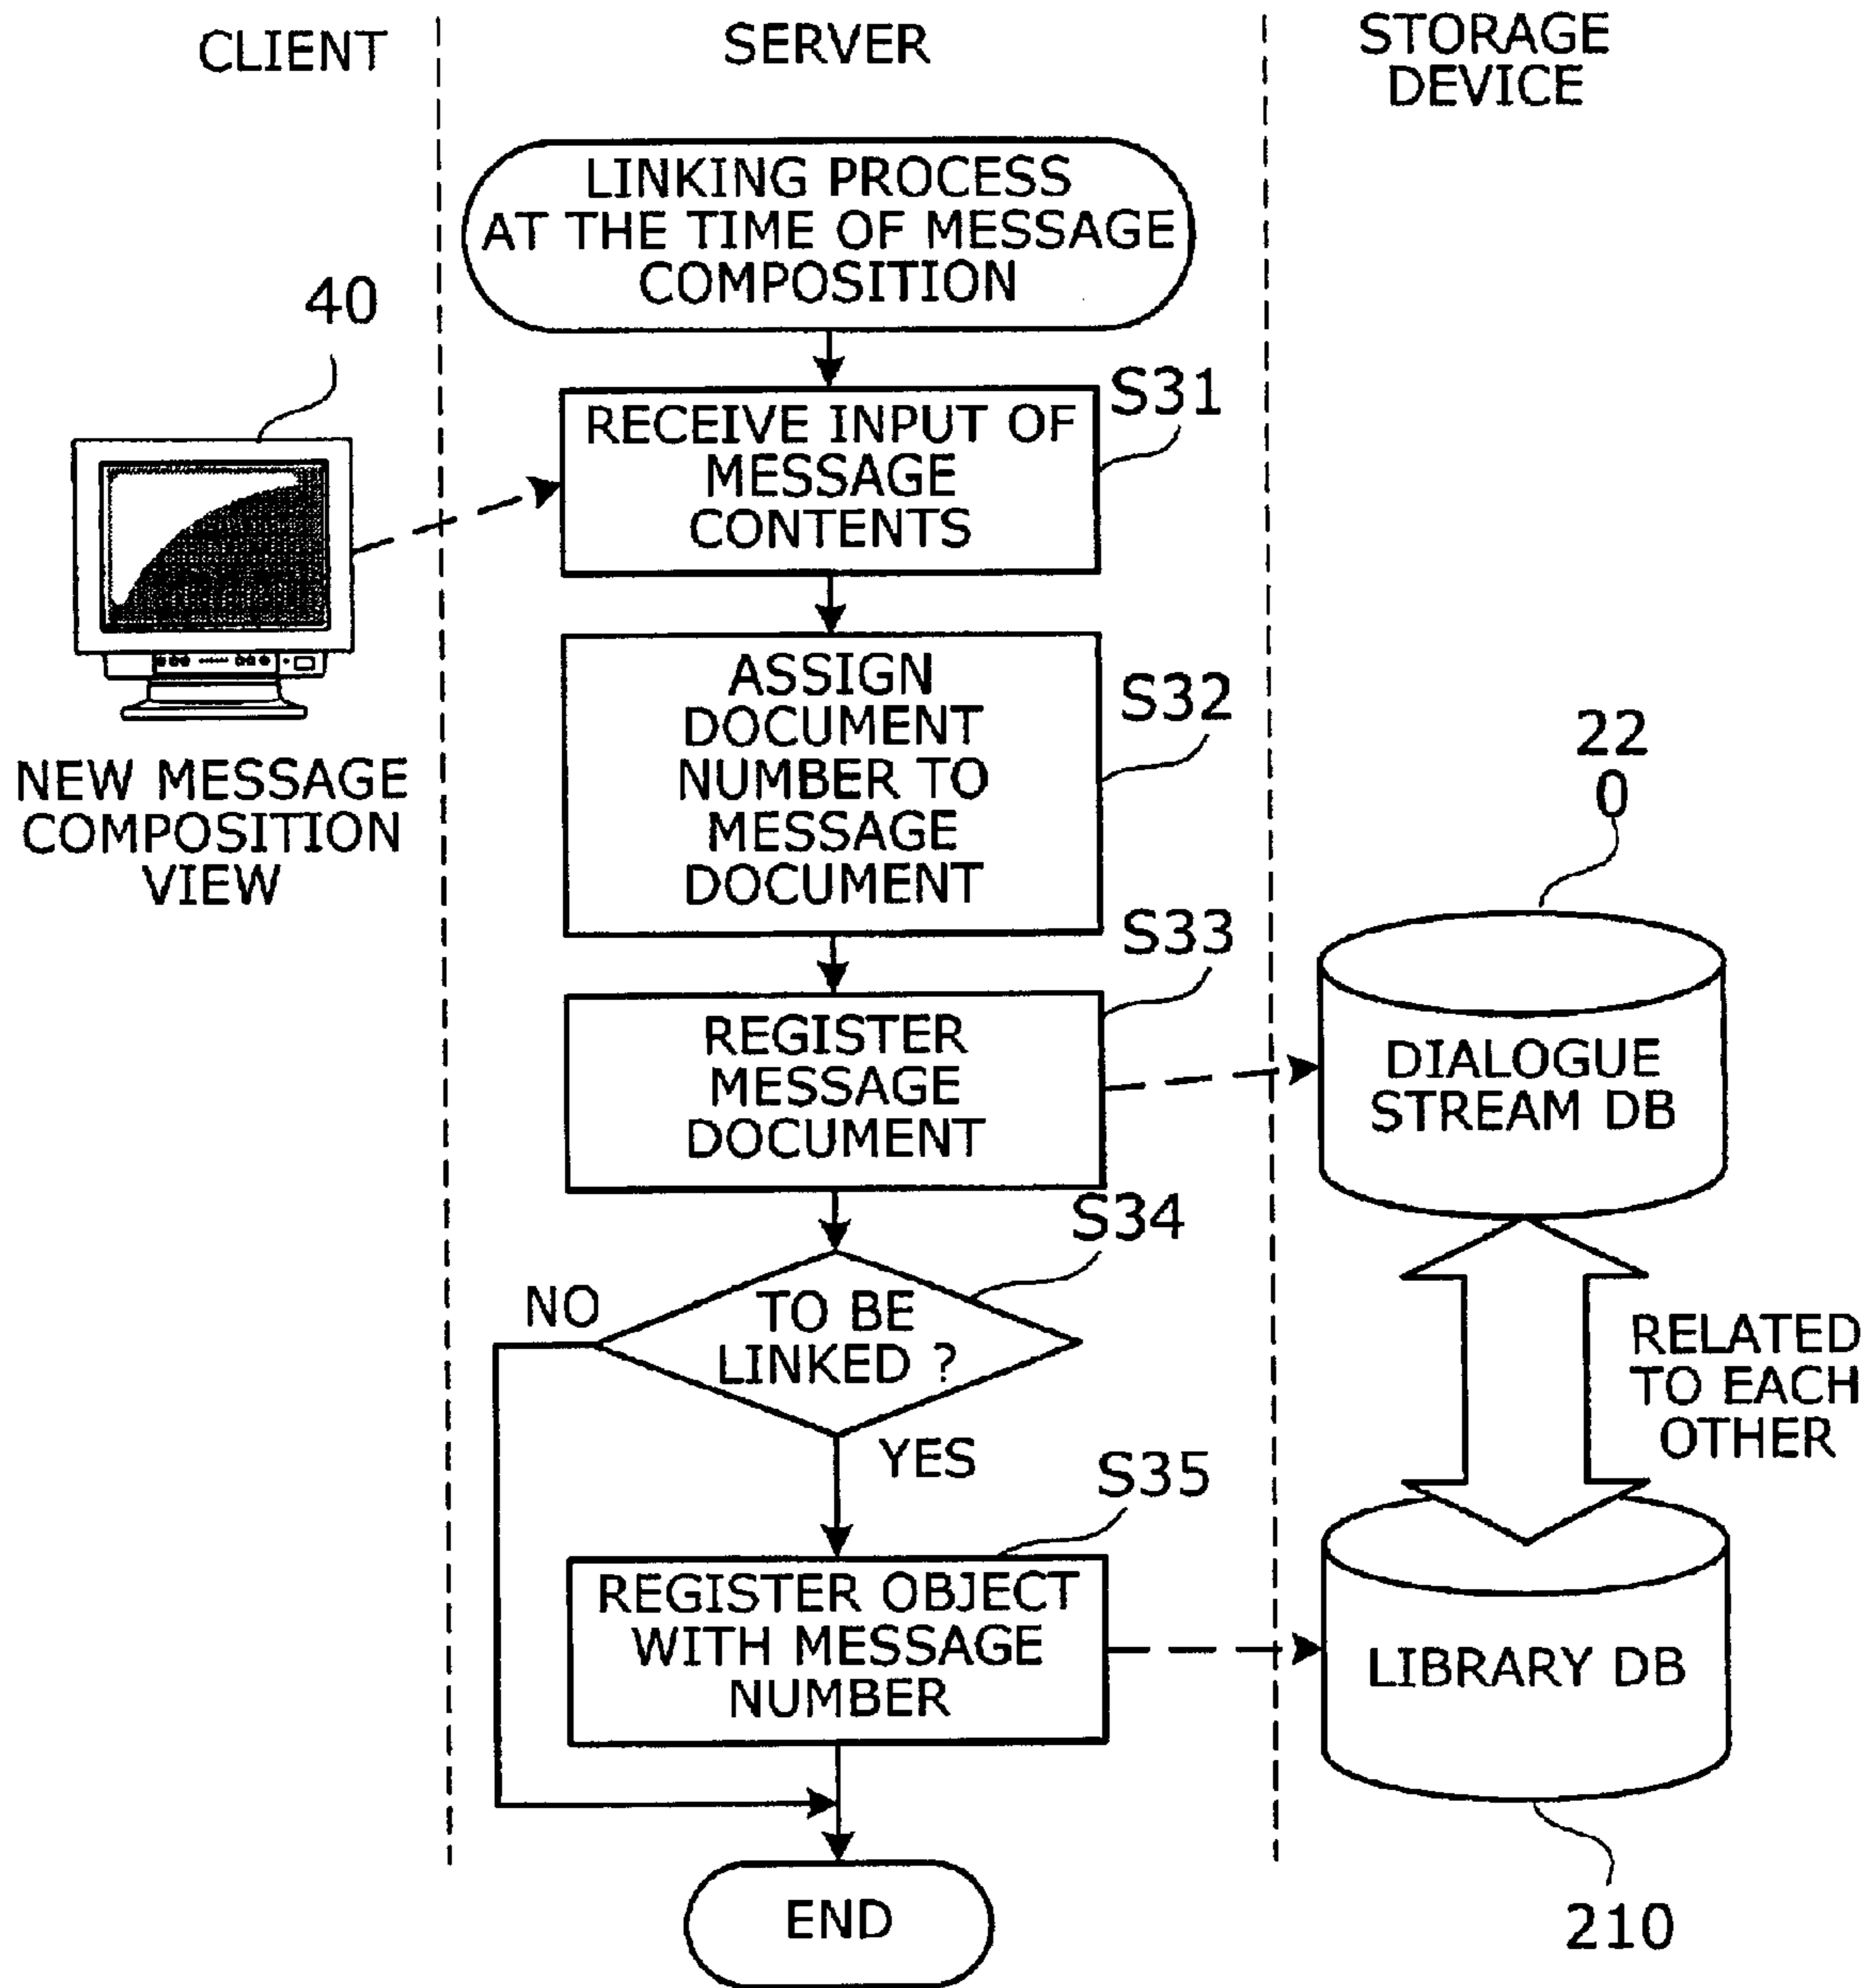 CLIENT
SERVER
STORAGE
DEVICE
LINKING PROCESS
AT THE TIME OF MESSAGE
COMPOSITION
40
NEW MESSAGE
COMPOSITION
VIEW
S31
RECEIVE INPUT OF
MESSAGE
CONTENTS
S32
ASSIGN
DOCUMENT
NUMBER TO
MESSAGE
DOCUMENT
S33
REGISTER
MESSAGE
DOCUMENT
22
0
DIALOGUE
STREAM DB
S34
TO BE
LINKED ?
NO
YES
RELATED
TO EACH
OTHER
S35
REGISTER OBJECT
WITH MESSAGE
NUMBER
LIBRARY DB
210
END